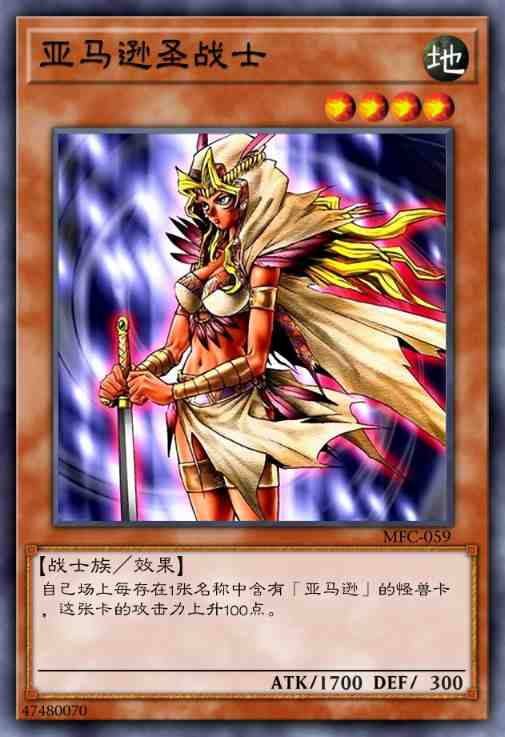 亚马逊圣战士
地
MFC-059
【战士族／效果】
自己场上每存在1张名称中含有「亚马逊」的怪兽卡
，这张卡的攻击力上升100点。
ATK/1700 DEF/ 300
47480070